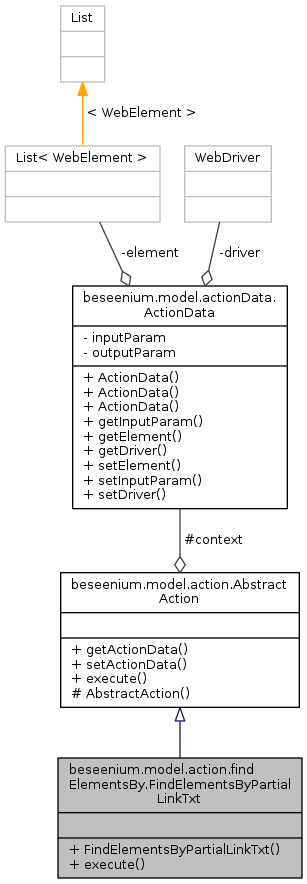 List
< WebElement >
List< WebElement >
WebDriver
-element
-driver
beseenium.model.actionData.
ActionData
- inputParam
- outputParam
+ ActionData()
+ ActionData()
+ ActionData()
+ getInputParam()
+ getElement()
+ getDriver()
+ setElement()
+ setInputParam()
+ setDriver()
#context
beseenium.model.action.Abstract
Action
+ getActionData()
+ setActionData()
+ execute()
# AbstractAction()
beseenium.model.action.find
ElementsBy.FindElementsByPartial
LinkTxt
+ FindElementsByPartialLinkTxt()
+ execute()